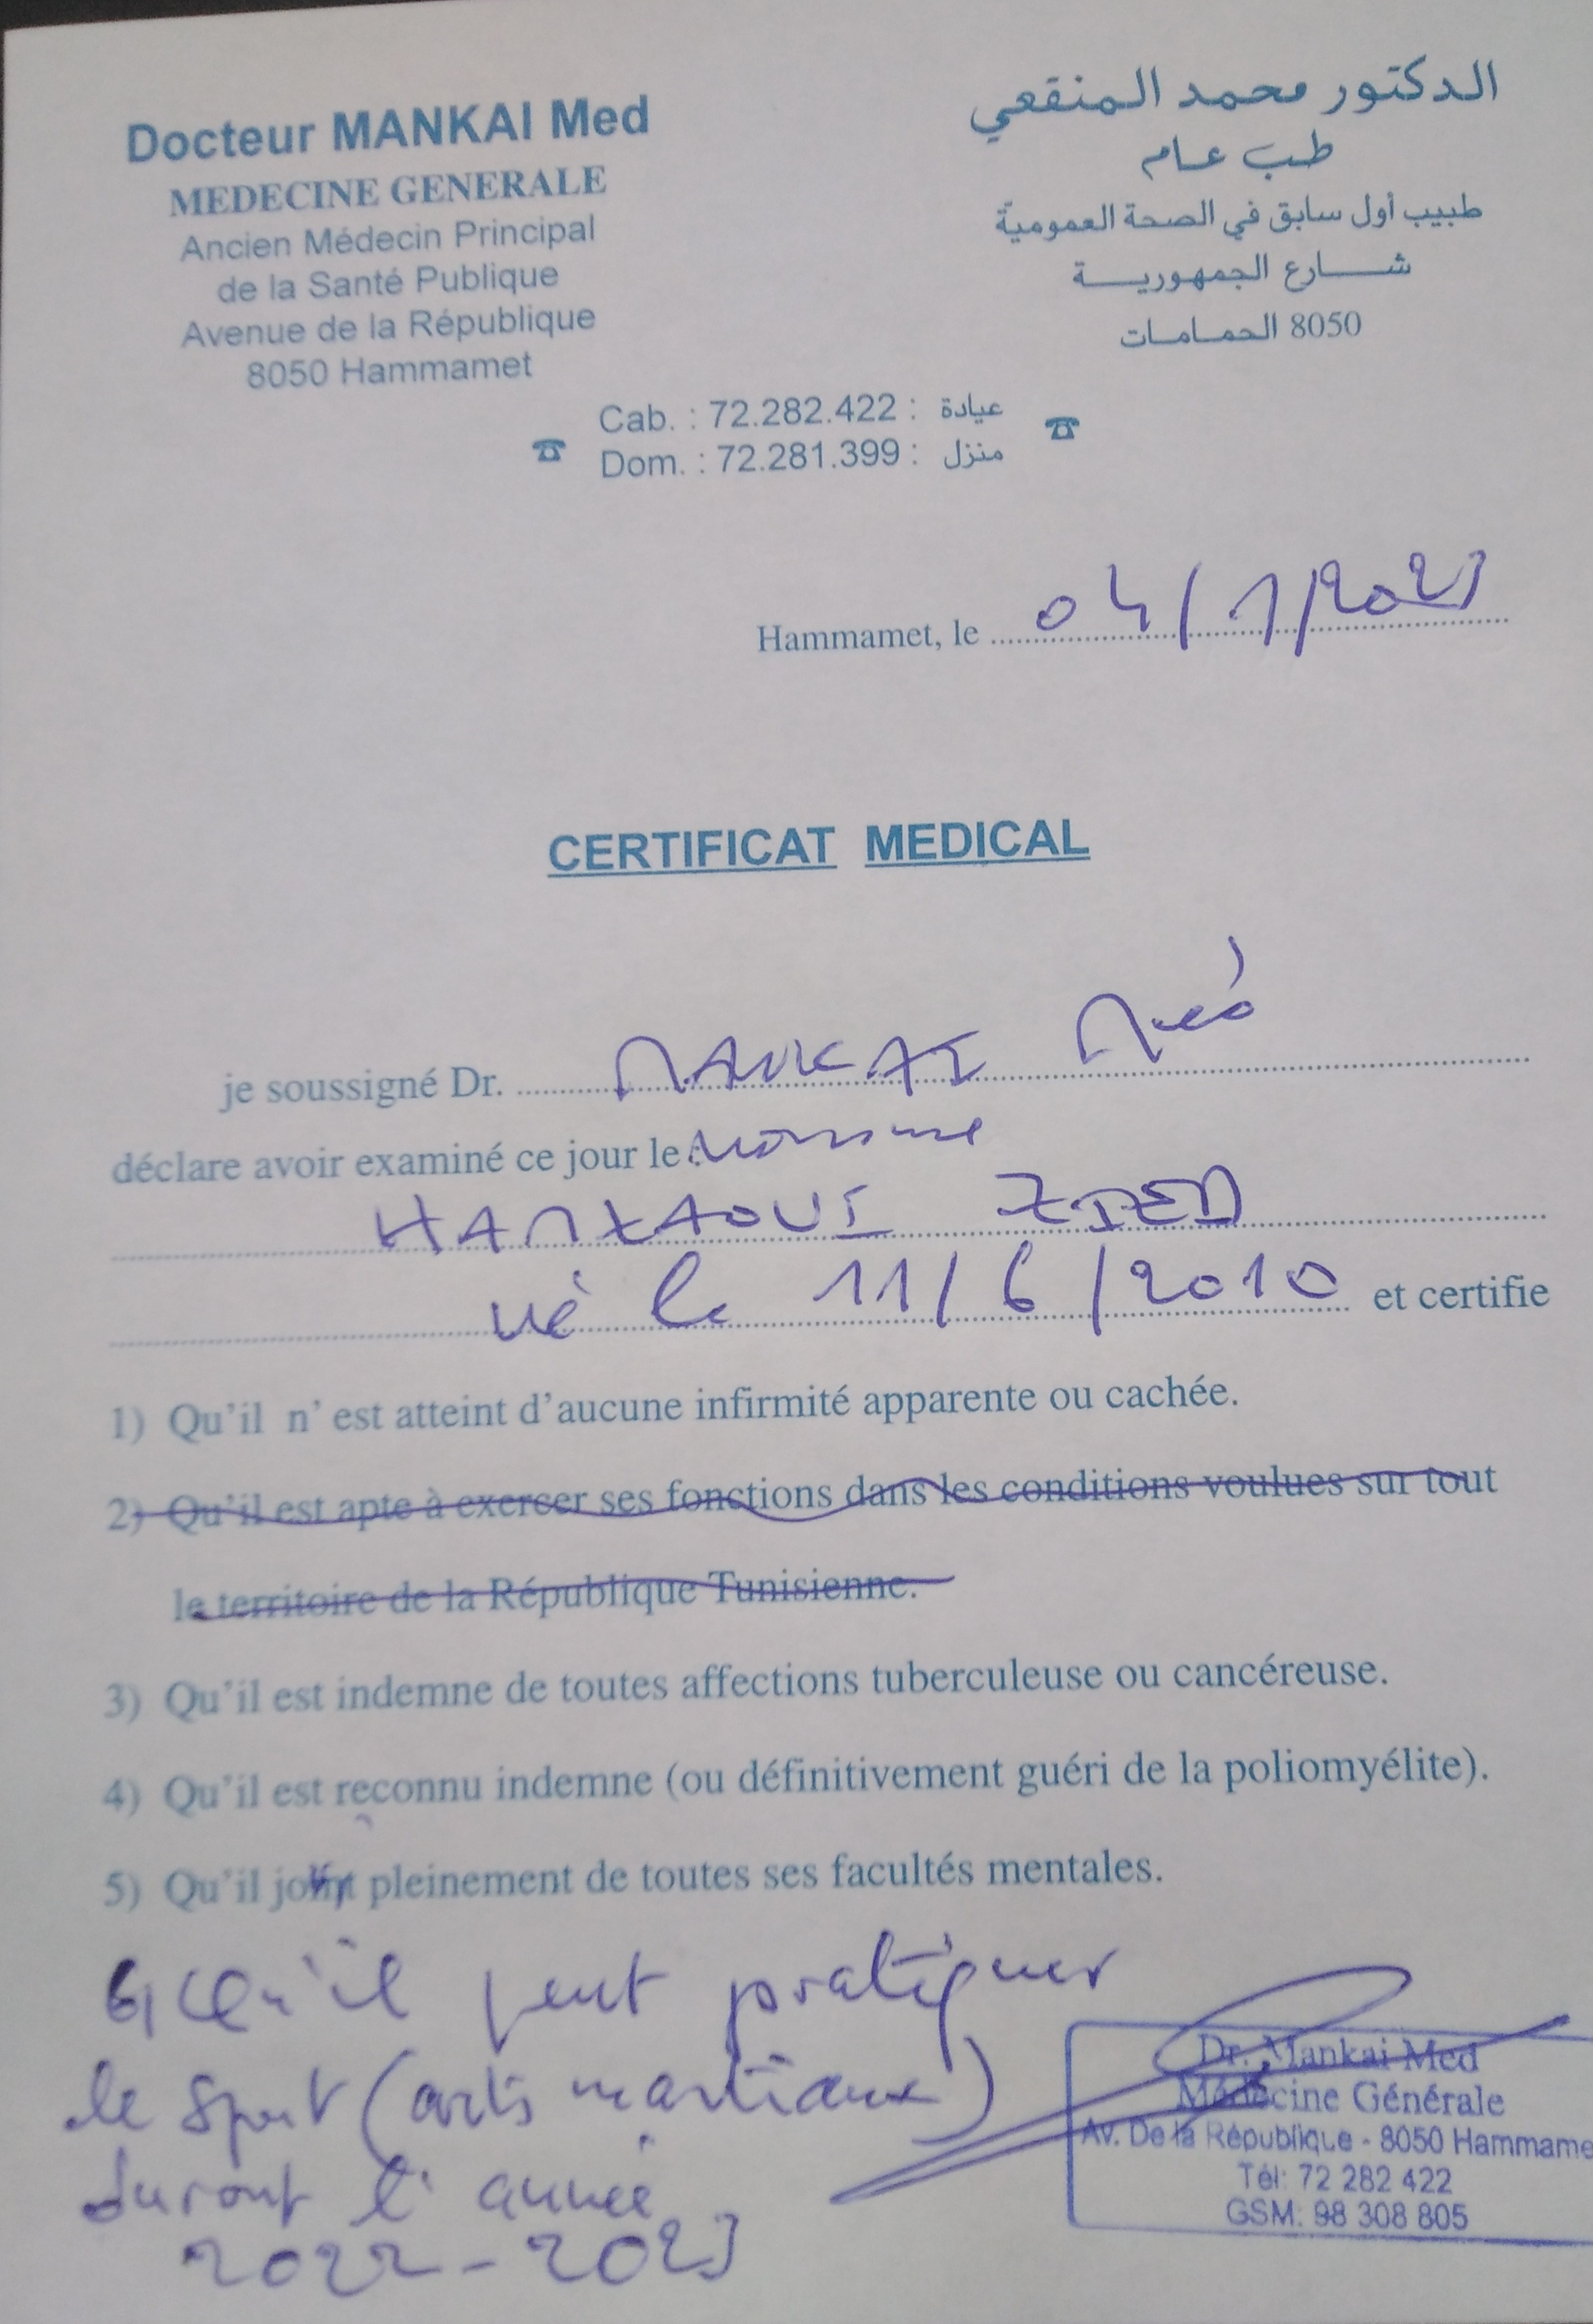 Docteur MANKAI Med
MEDECINE GENERALE
Ancien Médecin Principal
de la Santé Publique
Avenue de la République
8050 Hammamet
الدكتور محمد المنقعي
طب عام
طبيب أول سابق في الصحة العمومية
شارع الجمهورية
8050 الحمامات
Cab. : 72.282.422 : عيادة
Dom. : 72.281.399 : منزل
Hammamet, le 04/1/2023
CERTIFICAT MEDICAL
je soussigné Dr. MANKAI Med
déclare avoir examiné ce jour le nommé
HAMZAOUI ZIED
né le 11/6/2010 et certifie
1) Qu'il n' est atteint d'aucune infirmité apparente ou cachée.
2) Qu'il est apte à exercer ses fonctions dans les conditions voulues sur tout
le territoire de la République Tunisienne.
3) Qu'il est indemne de toutes affections tuberculeuse ou cancéreuse.
4) Qu'il est reconnu indemne (ou définitivement guéri de la poliomyélite).
5) Qu'il jouit pleinement de toutes ses facultés mentales.
6) Qu'il peut pratiquer
le sport (arts martiaux)
durant l'année
2022-2023
Dr. Mankai Med
Médecine Générale
Av. De la République - 8050 Hammame
Tél: 72 282 422
GSM: 98 308 805